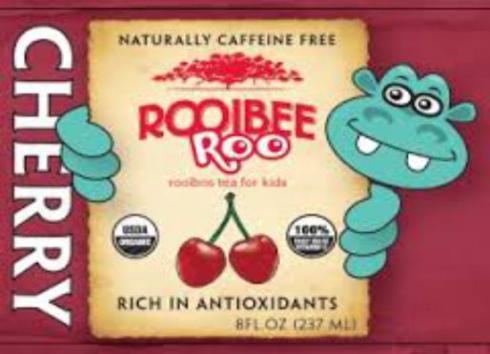 CHERRY
NATURALLY CAFFEINE FREE
ROOIBEE
ROO
rooibos tea for kids
USDA
ORGANIC
100%
RICH IN ANTIOXIDANTS
8FL.OZ (237 ML)